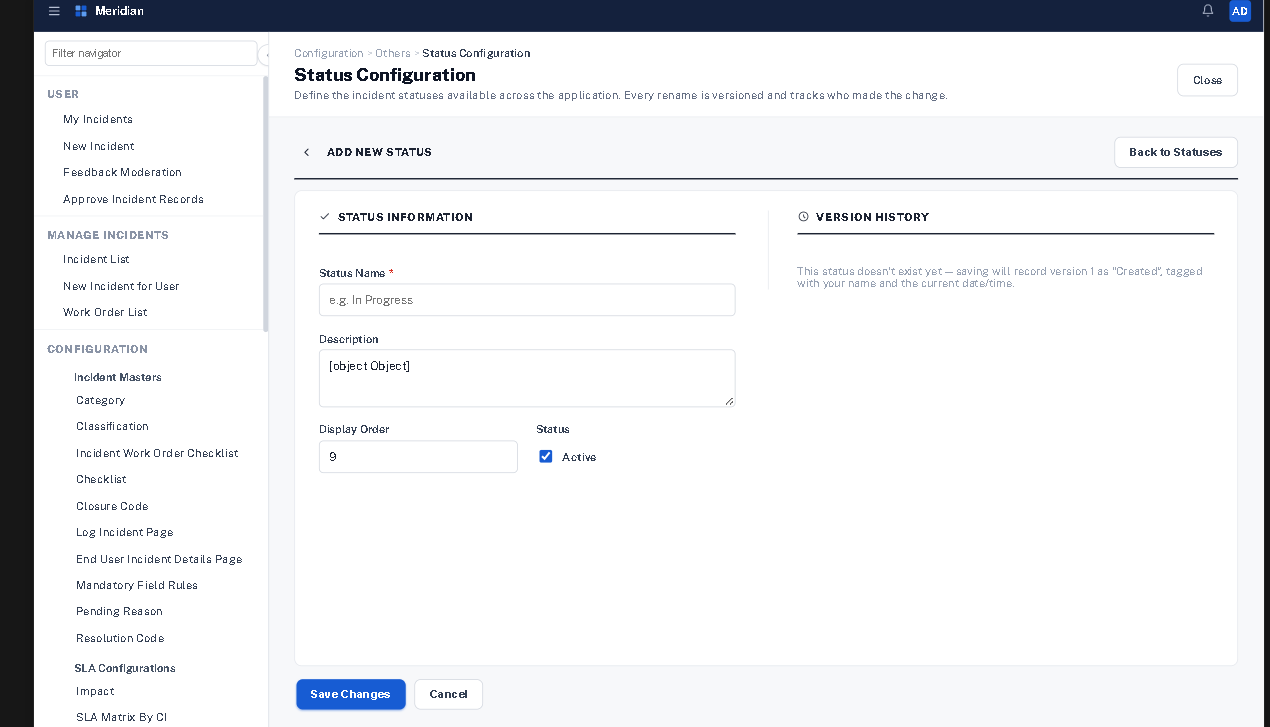 Meridian
AD
Filter navigator
USER
My Incidents
New Incident
Feedback Moderation
Approve Incident Records
MANAGE INCIDENTS
Incident List
New Incident for User
Work Order List
CONFIGURATION
Incident Masters
Category
Classification
Incident Work Order Checklist
Checklist
Closure Code
Log Incident Page
End User Incident Details Page
Mandatory Field Rules
Pending Reason
Resolution Code
SLA Configurations
Impact
SLA Matrix By CI
Configuration > Others > Status Configuration
Status Configuration
Define the incident statuses available across the application. Every rename is versioned and tracks who made the change.
Close
ADD NEW STATUS
Back to Statuses
STATUS INFORMATION
Status Name *
e.g. In Progress
Description
[object Object]
Display Order
9
Status
Active
VERSION HISTORY
This status doesn't exist yet — saving will record version 1 as "Created", tagged
with your name and the current date/time.
Save Changes
Cancel